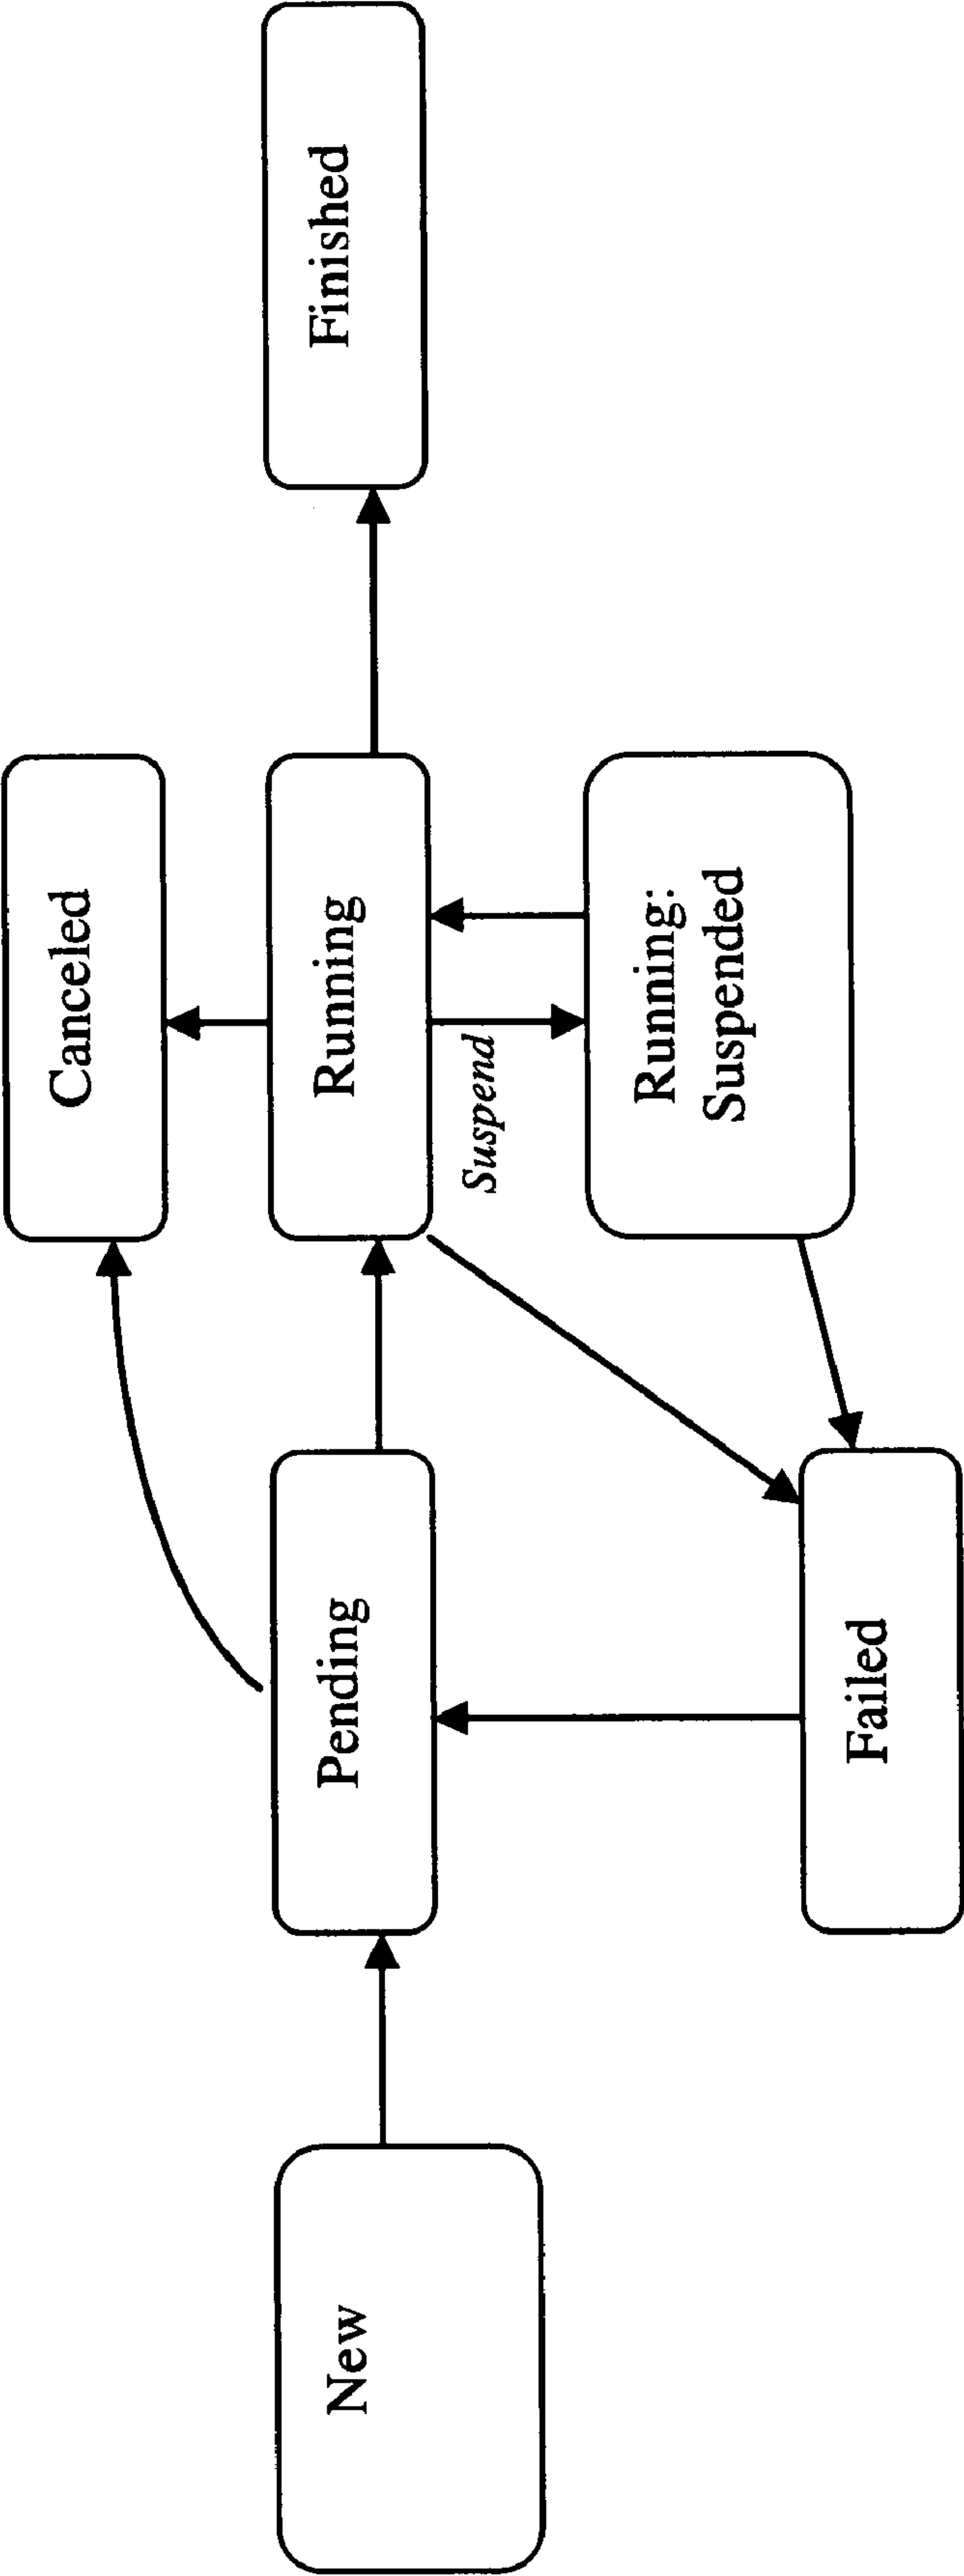 Canceled
New
Pending
Running
Finished
Suspend
Running:
Suspended
Failed